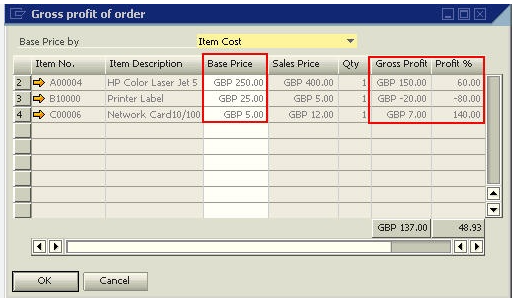 Gross profit of order
Base Price by Item Cost
Item No. Item Description Base Price Sales Price Qty Gross Profit Profit %
2 A00004 HP Color Laser Jet 5 GBP 250.00 GBP 400.00 1 GBP 150.00 60.00
3 B10000 Printer Label GBP 25.00 GBP 5.00 1 GBP -20.00 -80.00
4 C00006 Network Card10/100 GBP 5.00 GBP 12.00 1 GBP 7.00 140.00
GBP 137.00 48.93
OK Cancel